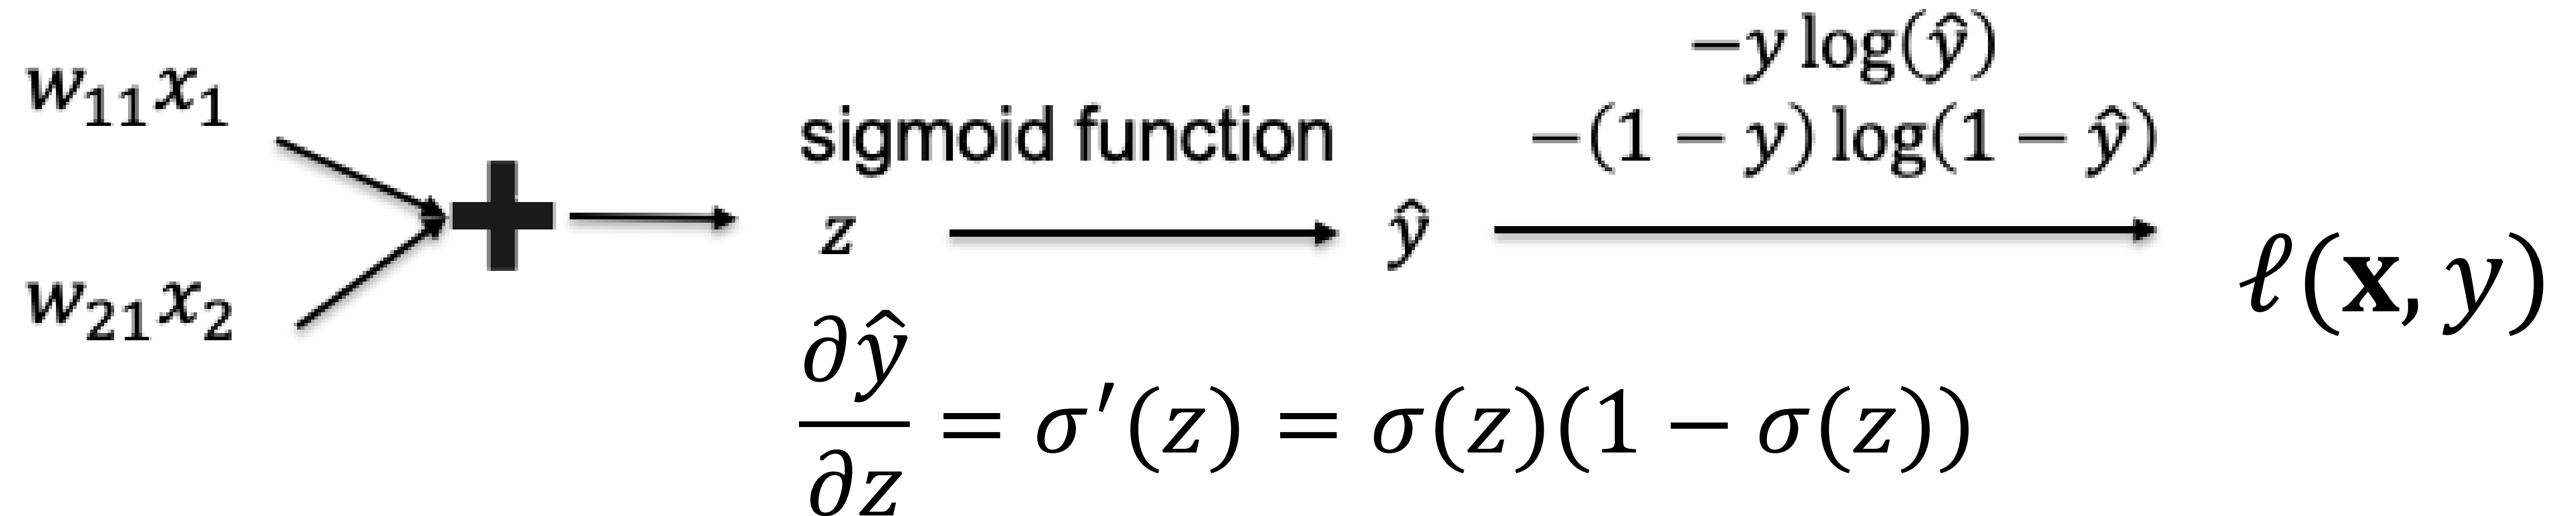 −y log(ŷ)
−(1 − y) log(1 − ŷ)
w₁₁x₁
sigmoid function
+
z
ŷ
w₂₁x₂
ℓ(𝐱, y)
∂ŷ/∂z = σ′(z) = σ(z)(1 − σ(z))